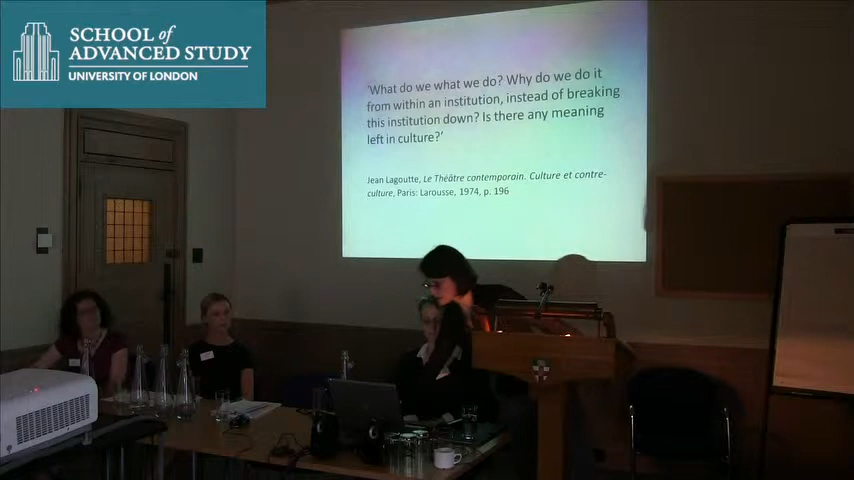 SCHOOL of
ADVANCED STUDY
UNIVERSITY OF LONDON
'What do we what we do? Why do we do it
from within an institution, instead of breaking
this institution down? Is there any meaning
left in culture?'
Jean Lagoutte, Le Théâtre contemporain. Culture et contre-
culture, Paris: Larousse, 1974, p. 196